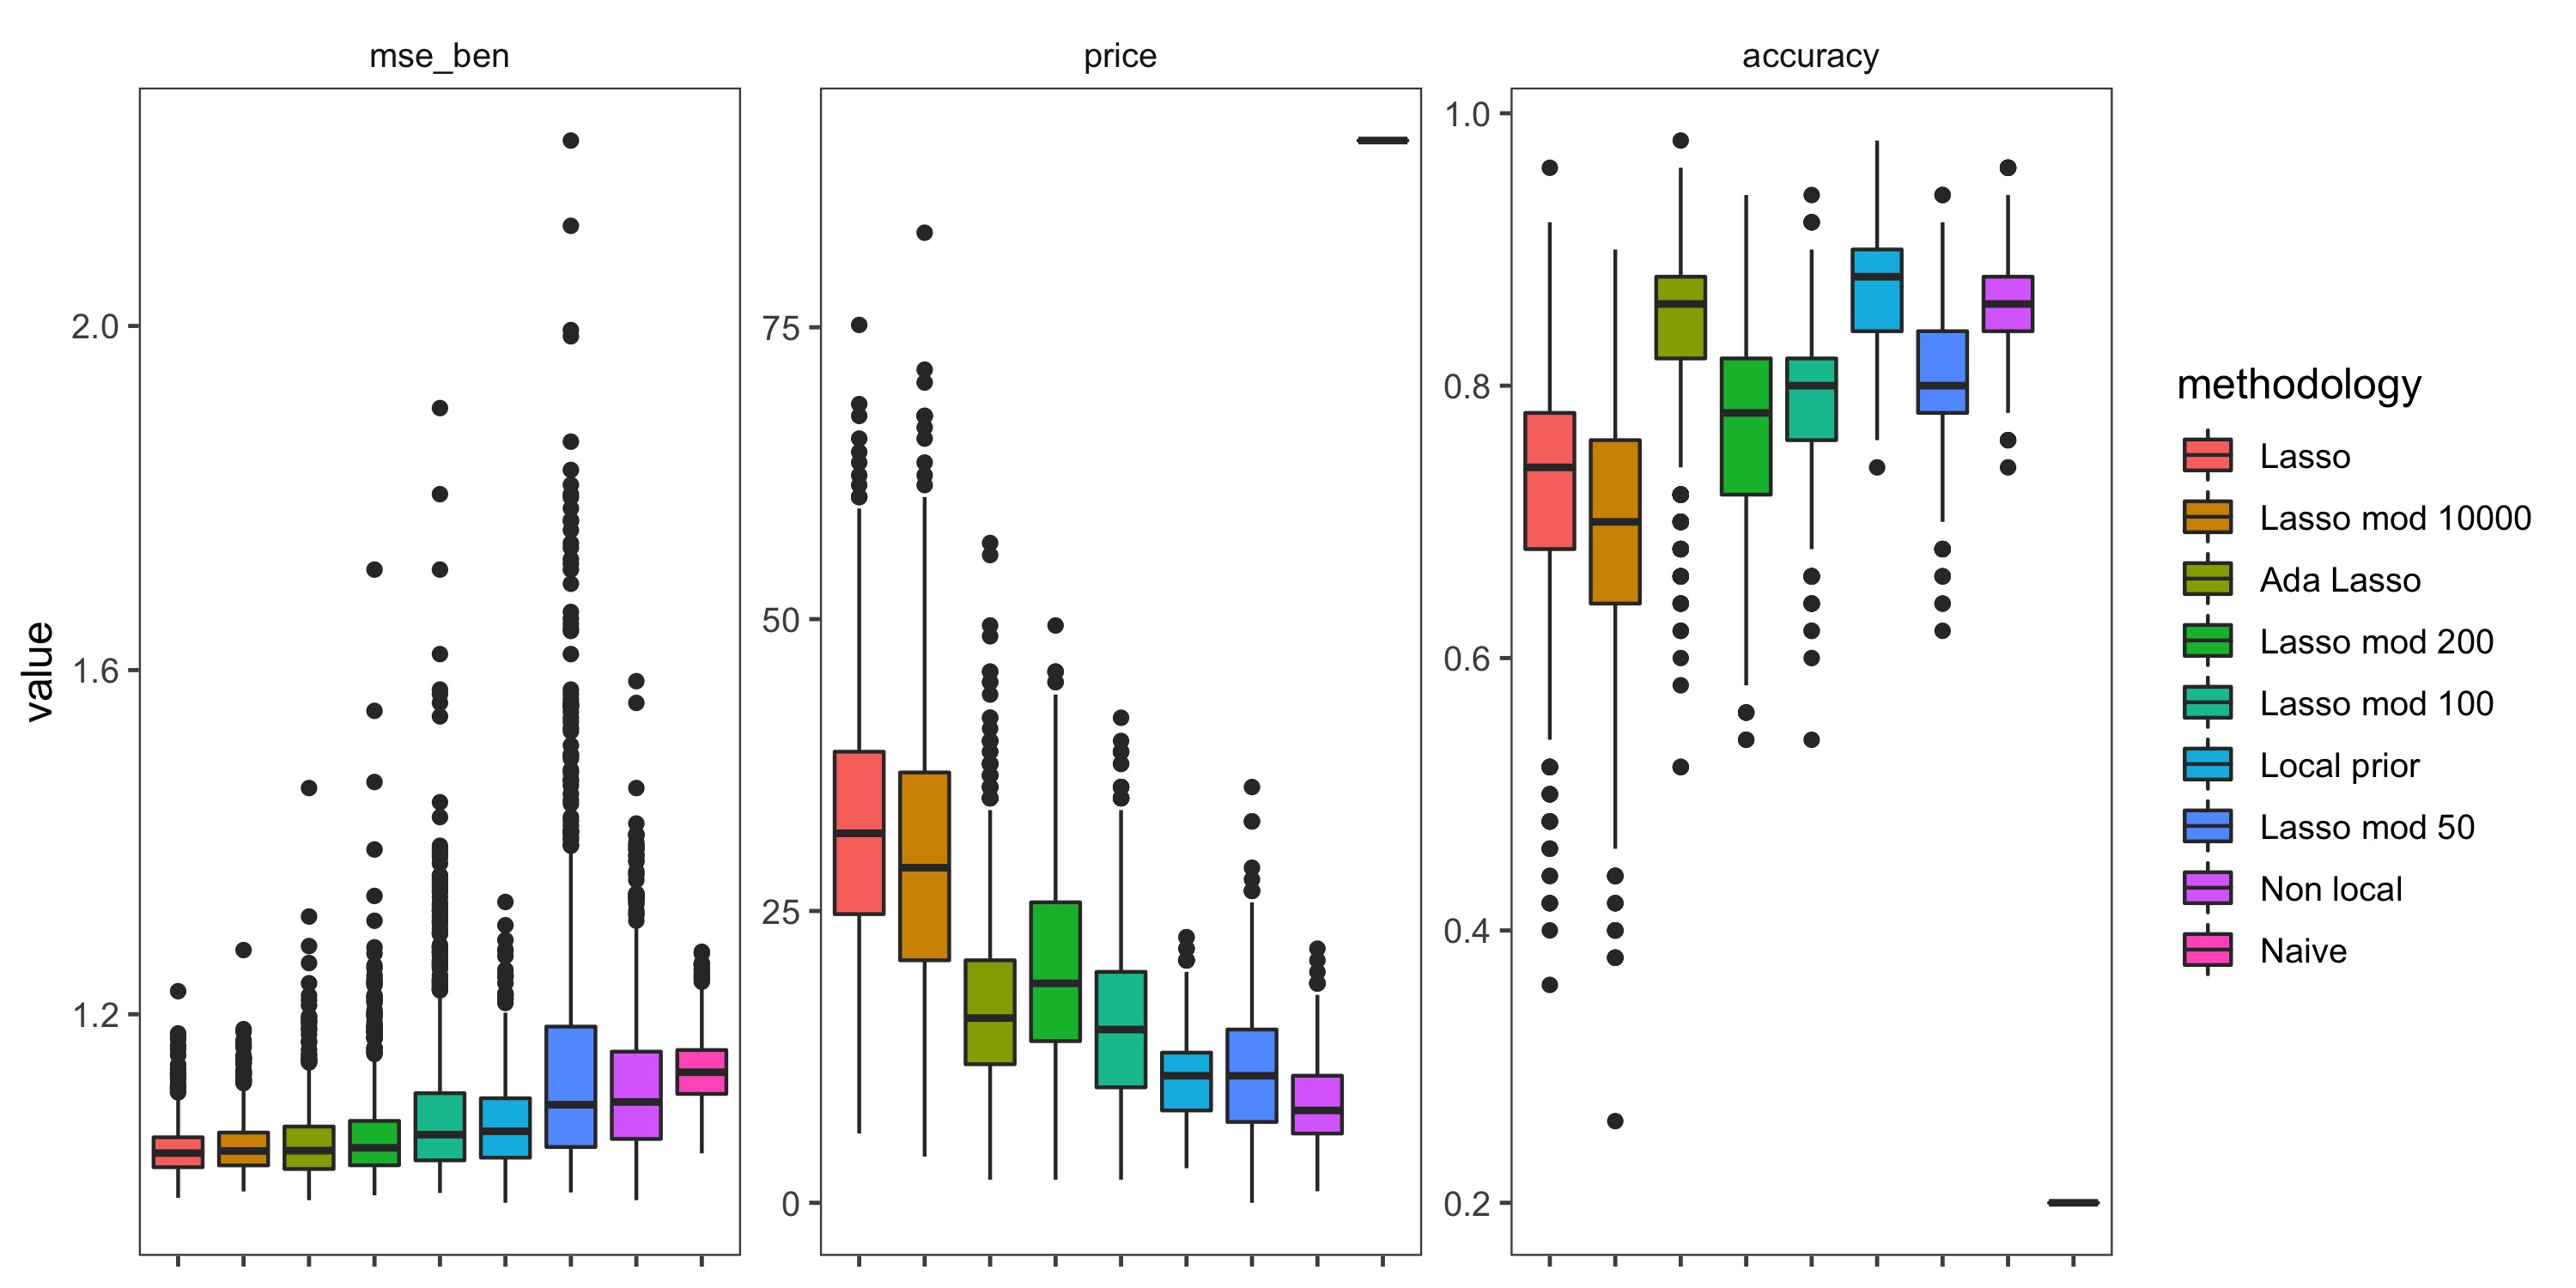 mse_ben
price
accuracy
value
2.0
1.6
1.2
75
50
25
0
1.0
0.8
0.6
0.4
0.2
methodology
Lasso
Lasso mod 10000
Ada Lasso
Lasso mod 200
Lasso mod 100
Local prior
Lasso mod 50
Non local
Naive